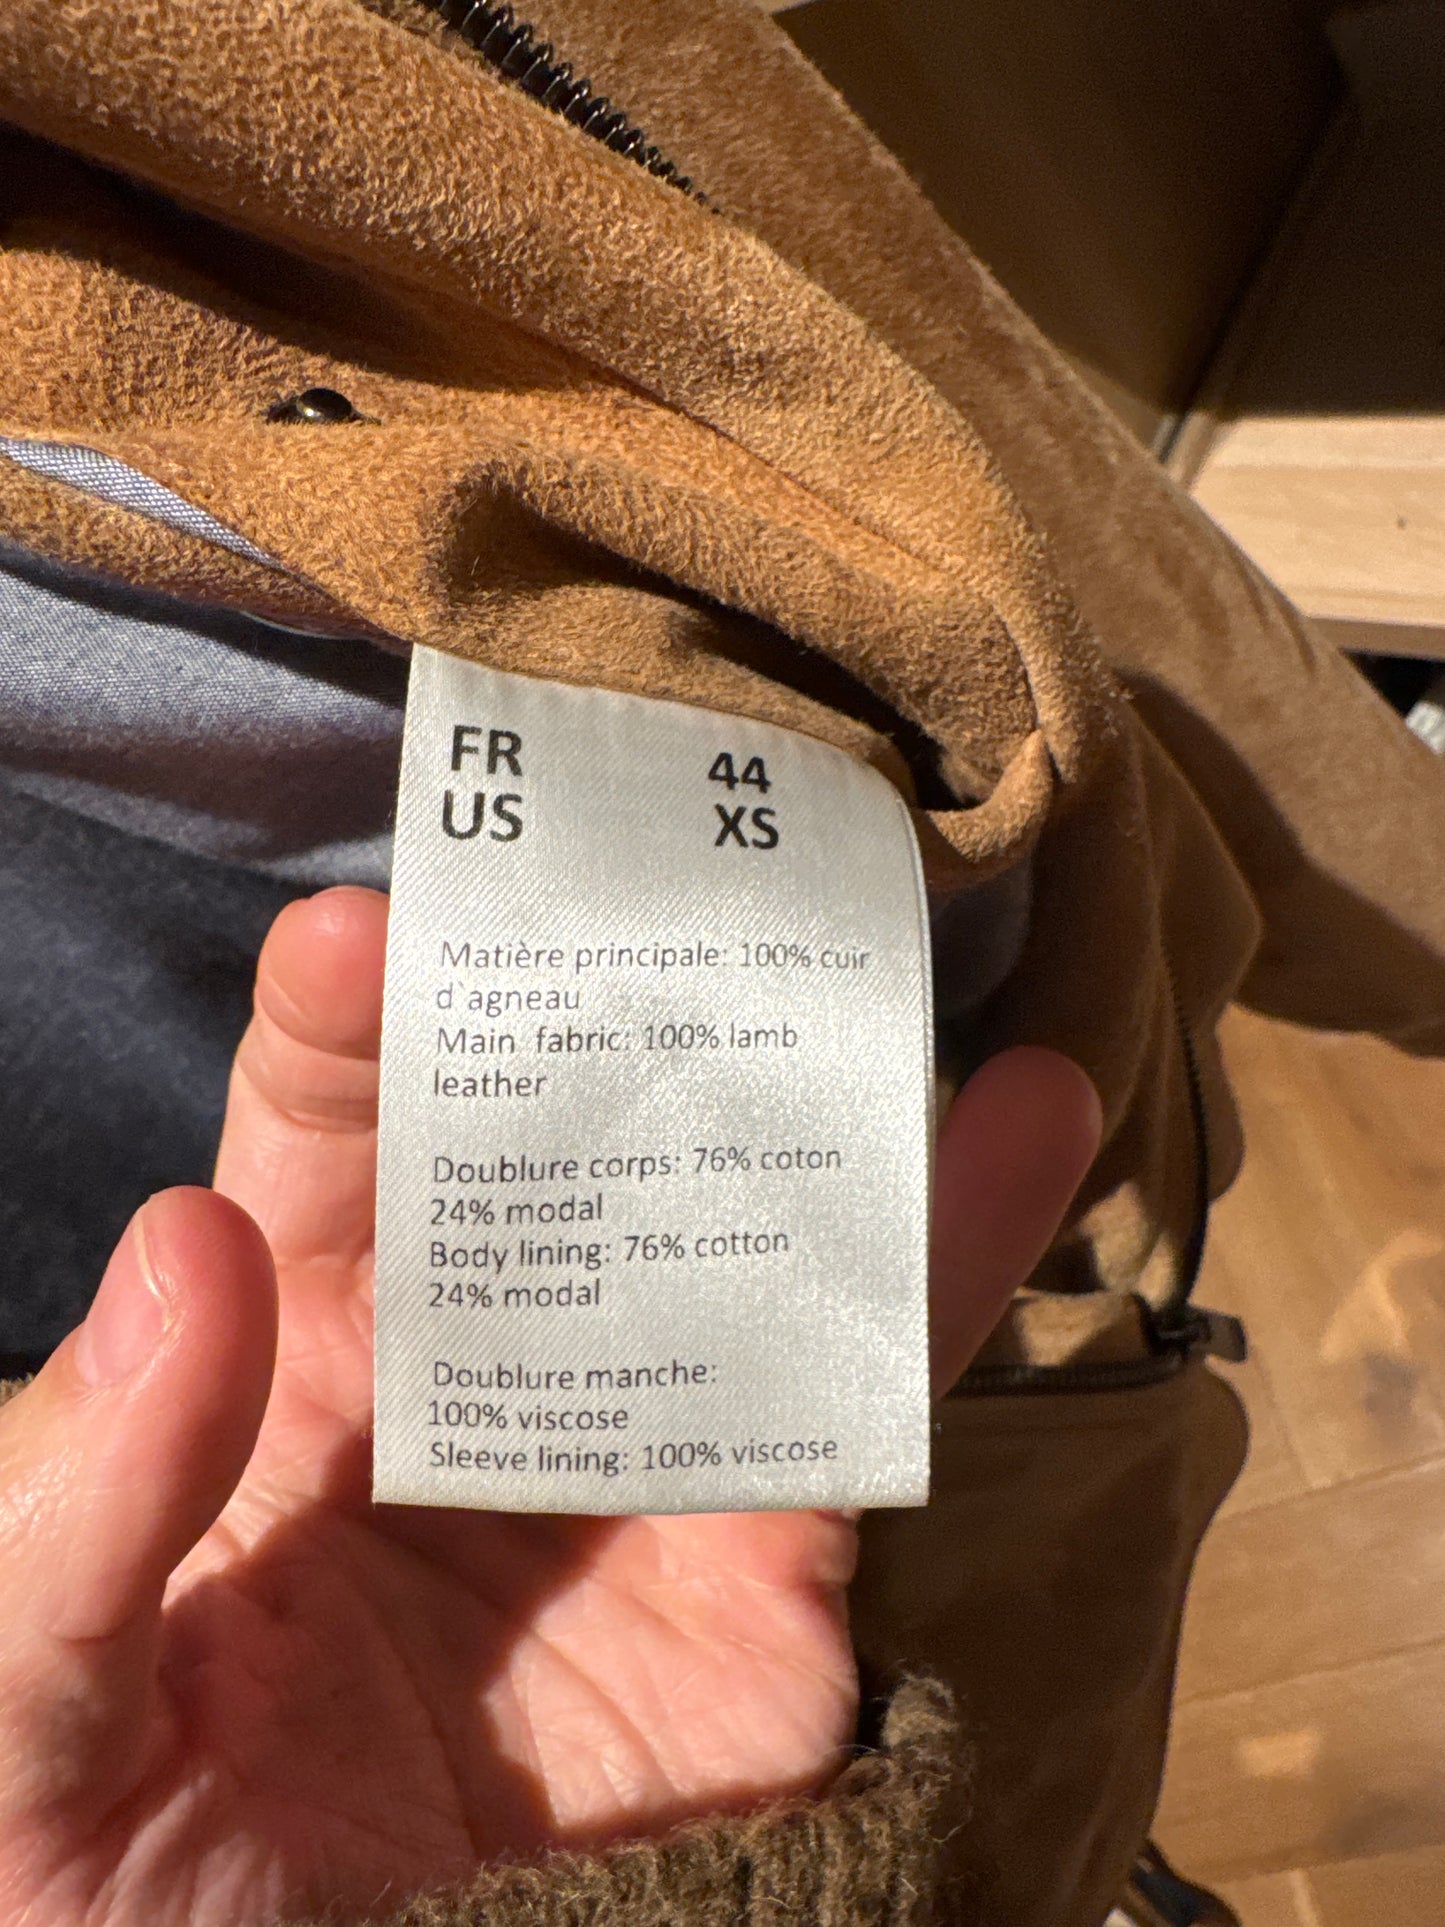 FR 44
US XS
Matière principale: 100% cuir
d`agneau
Main fabric: 100% lamb
leather
Doublure corps: 76% coton
24% modal
Body lining: 76% cotton
24% modal
Doublure manche:
100% viscose
Sleeve lining: 100% viscose